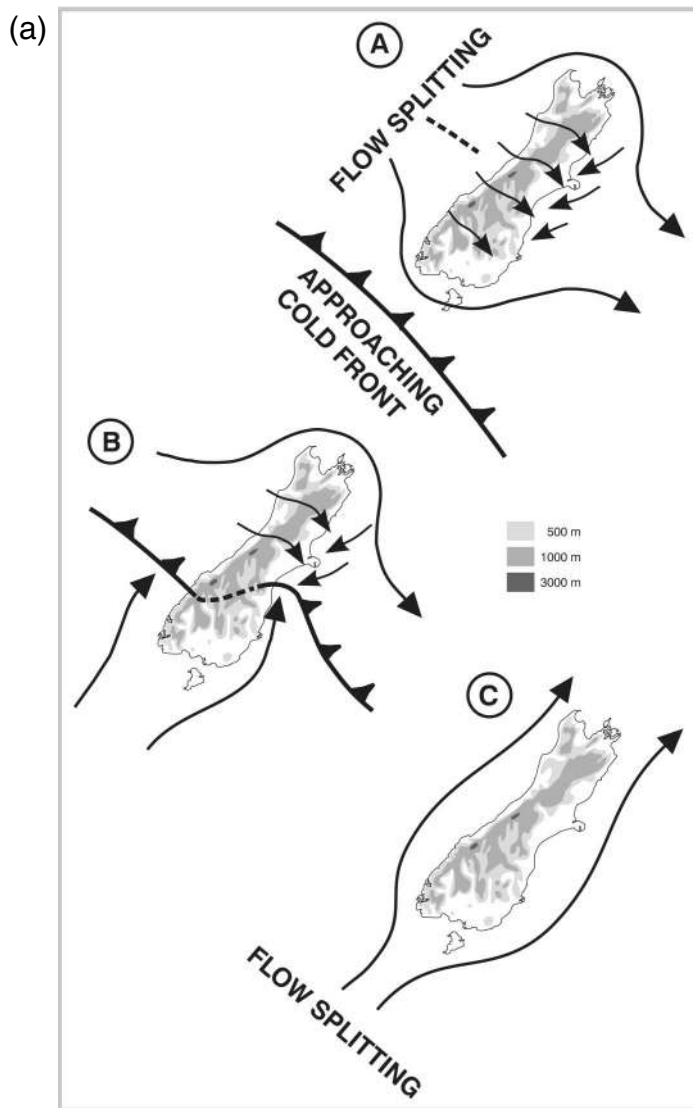 (a)
A
FLOW SPLITTING
APPROACHING
COLD FRONT
B
500 m
1000 m
3000 m
C
FLOW SPLITTING